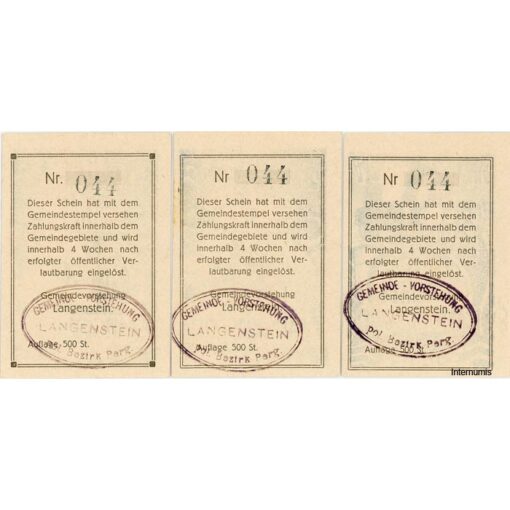 Nr. 044
Dieser Schein hat mit dem
Gemeindestempel versehen
Zahlungskraft innerhalb dem
Gemeindegebiete und wird
innerhalb 4 Wochen nach
erfolgter öffentlicher Ver-
lautbarung eingelöst.
Gemeindevorstehung
Langenstein.
GEMEINDE - VORSTEHUNG
LANGENSTEIN
pol. Bezirk Perg.
Auflage 500 St.
Nr 044
Dieser Schein hat mit dem
Gemeindestempel versehen
Zahlungskraft innerhalb dem
Gemeindegebiete und wird
innerhalb 4 Wochen nach
erfolgter öffentlicher Ver-
lautbarung eingelöst.
Gemeindevorstehung
Langenstein.
GEMEINDE - VORSTEHUNG
LANGENSTEIN
pol. Bezirk Perg.
Auflage 500 St.
Nr 044
Dieser Schein hat mit dem
Gemeindestempel versehen
Zahlungskraft innerhalb dem
Gemeindegebiete und wird
innerhalb 4 Wochen nach
erfolgter öffentlicher Ver-
lautbarung eingelöst.
Gemeindevorstehung
Langenstein.
GEMEINDE - VORSTEHUNG
LANGENSTEIN
pol. Bezirk Perg.
Auflage 500 St.
Internumis